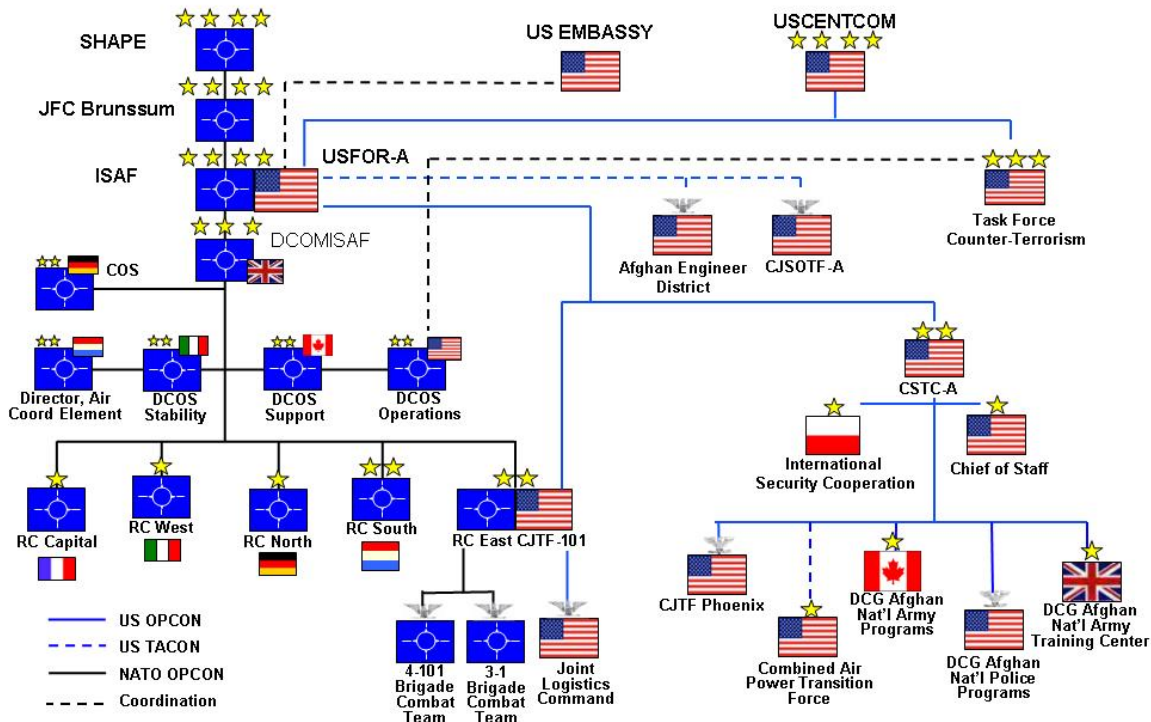 SHAPE
US EMBASSY
USCENTCOM
JFC Brunssum
ISAF
USFOR-A
DCOMISAF
Task Force
Counter-Terrorism
Afghan Engineer
District
CJSOTF-A
COS
CSTC-A
Director, Air
Coord Element
DCOS
Stability
DCOS
Support
DCOS
Operations
International
Security Cooperation
Chief of Staff
RC Capital
RC West
RC North
RC South
RC East CJTF-101
CJTF Phoenix
DCG Afghan
Nat'l Army
Programs
DCG Afghan
Nat'l Army
Training Center
Combined Air
Power Transition
Force
DCG Afghan
Nat'l Police
Programs
4-101
Brigade
Combat
Team
3-1
Brigade
Combat
Team
Joint
Logistics
Command
US OPCON
US TACON
NATO OPCON
Coordination